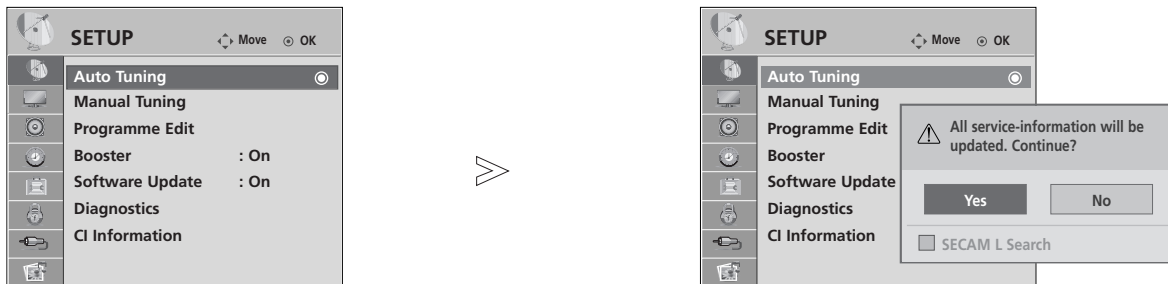 SETUP Move OK
Auto Tuning
Manual Tuning
Programme Edit
Booster : On
Software Update : On
Diagnostics
CI Information
SETUP Move OK
Auto Tuning
Manual Tuning
Programme Edit
Booster
Software Update
Diagnostics
CI Information
All service-information will be
updated. Continue?
Yes No
SECAM L Search